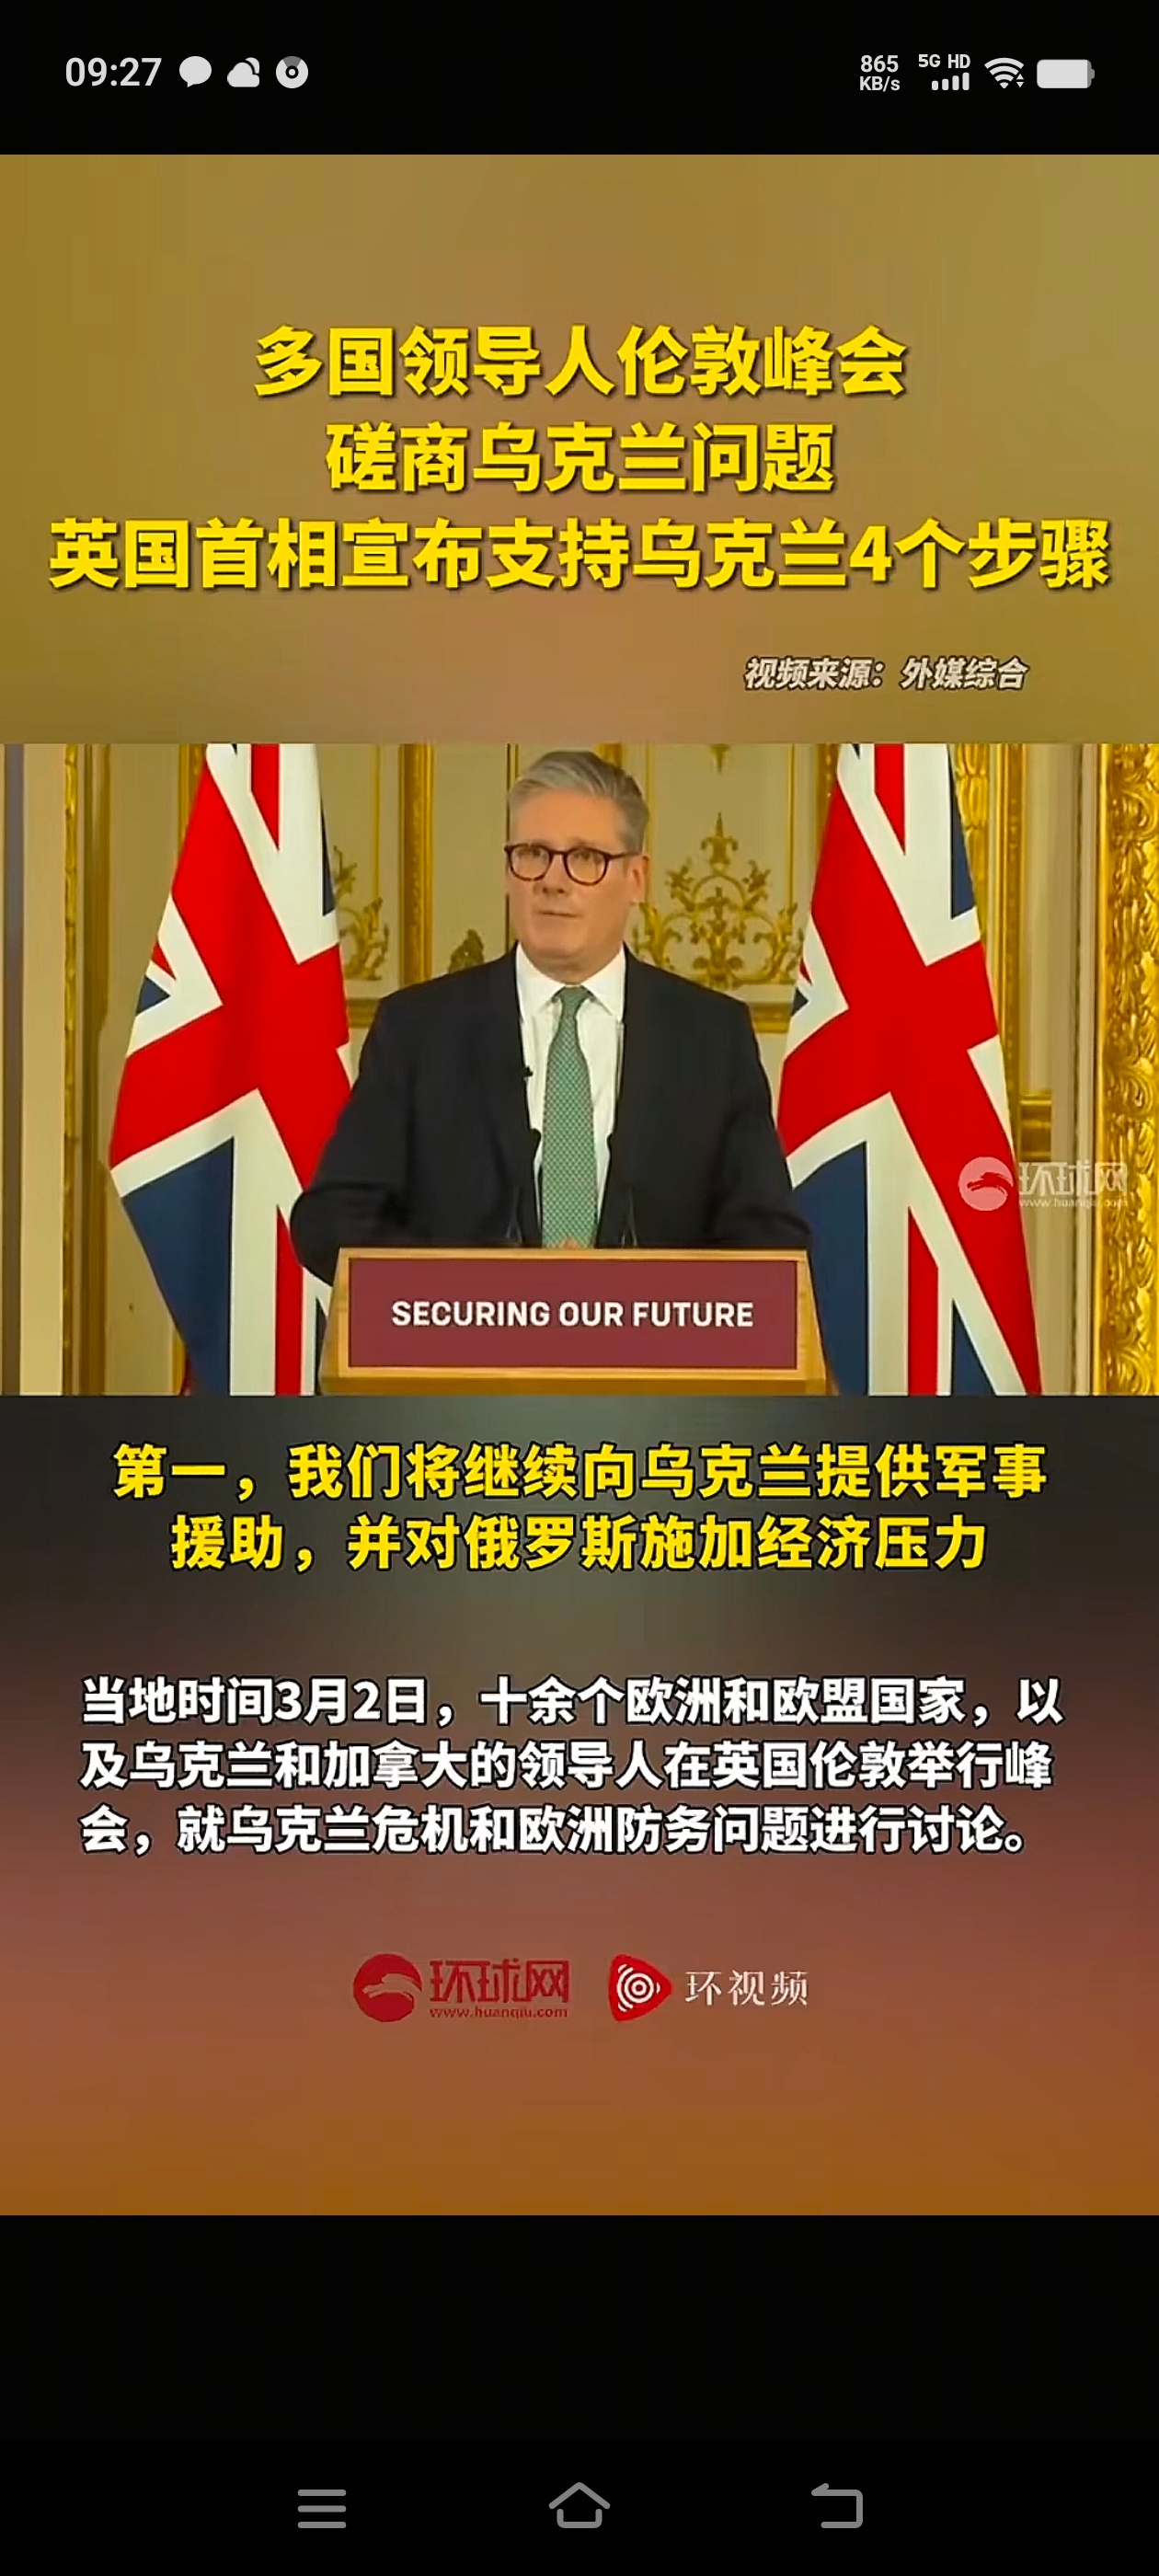 09:27
865
KB/s
5G HD
多国领导人伦敦峰会
磋商乌克兰问题
英国首相宣布支持乌克兰4个步骤
视频来源：外媒综合
环球网
www.huanqiu.com
SECURING OUR FUTURE
第一，我们将继续向乌克兰提供军事
援助，并对俄罗斯施加经济压力
当地时间3月2日，十余个欧洲和欧盟国家，以
及乌克兰和加拿大的领导人在英国伦敦举行峰
会，就乌克兰危机和欧洲防务问题进行讨论。
环球网
www.huanqiu.com
环视频